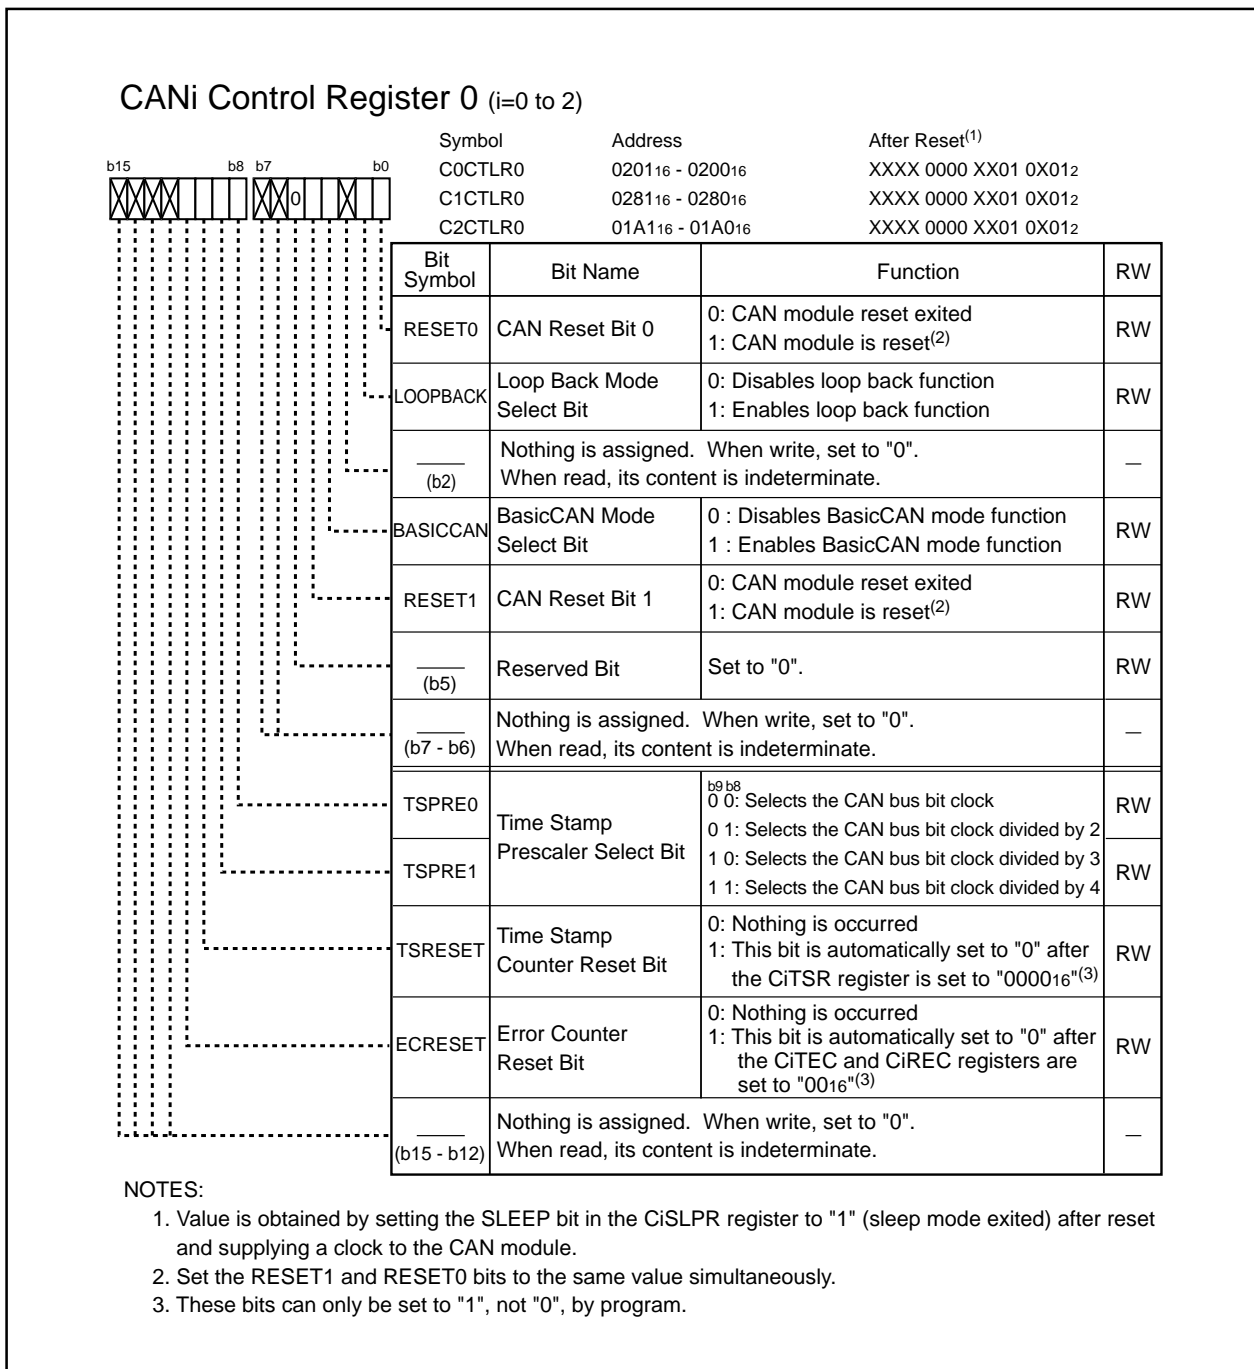 CANi Control Register 0 (i=0 to 2)
Symbol Address After Reset(1)
C0CTLR0 020116 - 020016 XXXX 0000 XX01 0X012
C1CTLR0 028116 - 028016 XXXX 0000 XX01 0X012
C2CTLR0 01A116 - 01A016 XXXX 0000 XX01 0X012
b15 b8 b7 b0
0
Bit Symbol Bit Name Function RW
RESET0 CAN Reset Bit 0 0: CAN module reset exited
1: CAN module is reset(2) RW
LOOPBACK Loop Back Mode Select Bit 0: Disables loop back function
1: Enables loop back function RW
(b2) Nothing is assigned. When write, set to "0".
When read, its content is indeterminate. —
BASICCAN BasicCAN Mode Select Bit 0 : Disables BasicCAN mode function
1 : Enables BasicCAN mode function RW
RESET1 CAN Reset Bit 1 0: CAN module reset exited
1: CAN module is reset(2) RW
(b5) Reserved Bit Set to "0". RW
(b7 - b6) Nothing is assigned. When write, set to "0".
When read, its content is indeterminate. —
TSPRE0 RW
TSPRE1 RW
Time Stamp Prescaler Select Bit
b9 b8
0 0: Selects the CAN bus bit clock
0 1: Selects the CAN bus bit clock divided by 2
1 0: Selects the CAN bus bit clock divided by 3
1 1: Selects the CAN bus bit clock divided by 4
TSRESET Time Stamp Counter Reset Bit 0: Nothing is occurred
1: This bit is automatically set to "0" after
the CiTSR register is set to "000016"(3) RW
ECRESET Error Counter Reset Bit 0: Nothing is occurred
1: This bit is automatically set to "0" after
the CiTEC and CiREC registers are
set to "0016"(3) RW
(b15 - b12) Nothing is assigned. When write, set to "0".
When read, its content is indeterminate. —
NOTES:
1. Value is obtained by setting the SLEEP bit in the CiSLPR register to "1" (sleep mode exited) after reset
and supplying a clock to the CAN module.
2. Set the RESET1 and RESET0 bits to the same value simultaneously.
3. These bits can only be set to "1", not "0", by program.